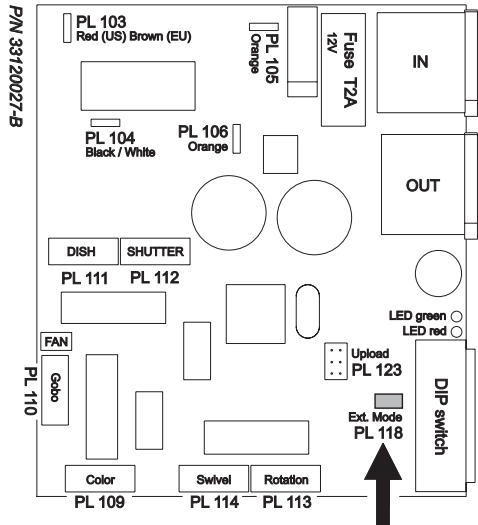 P/N 33120027-B
PL 103
Red (US) Brown (EU)
PL 105
Orange
Fuse T2A
12V
IN
PL 104
Black / White
PL 106
Orange
OUT
DISH
SHUTTER
PL 111
PL 112
LED green
LED red
FAN
Upload
PL 123
Gobo
PL 110
DIP switch
Ext. Mode
PL 118
Color
Swivel
Rotation
PL 109
PL 114
PL 113